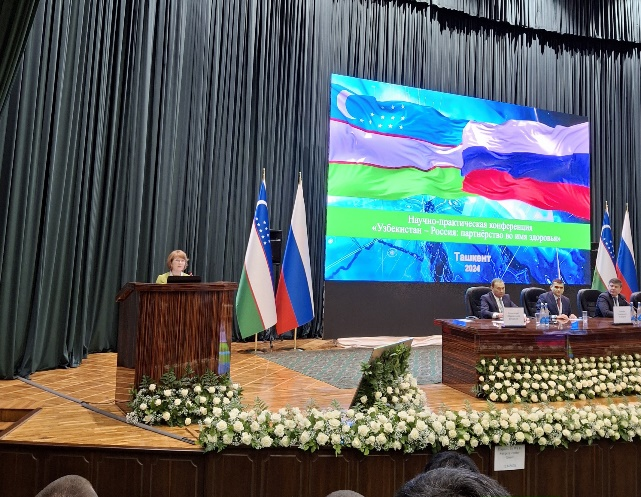 Научно-практическая конференция
«Узбекистан – Россия: партнерство во имя здоровья»
Ташкент
2024